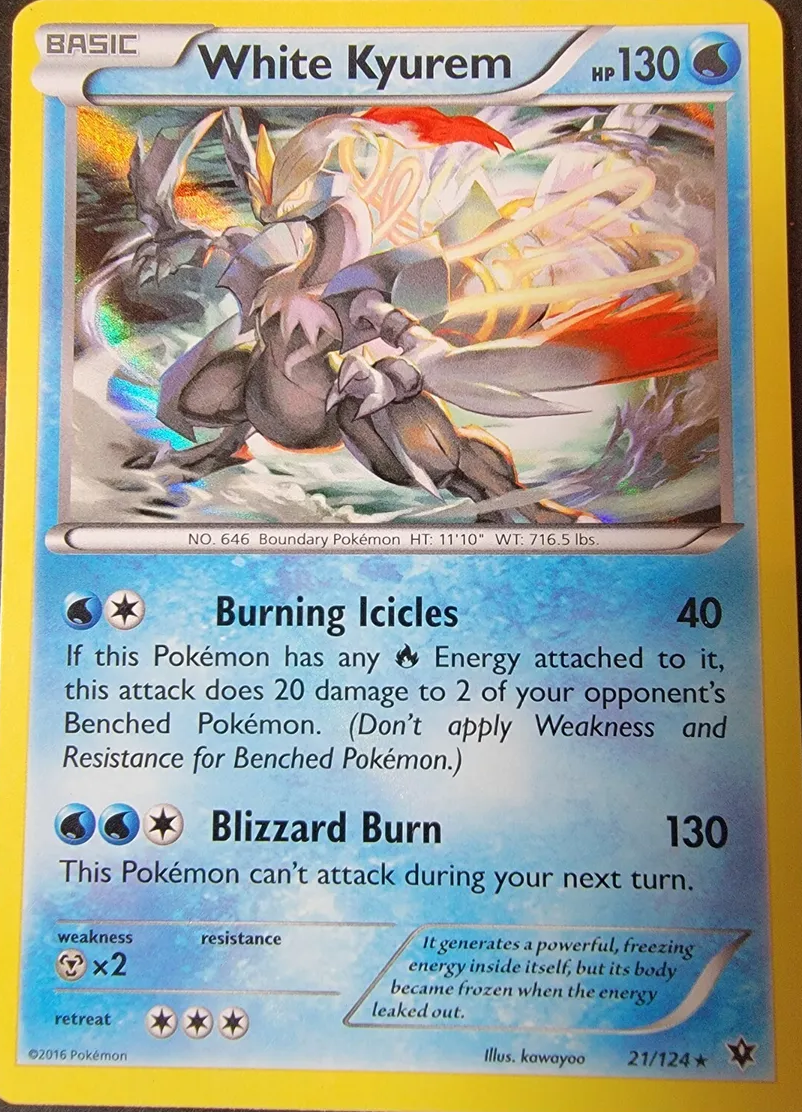 BASIC
White Kyurem
HP 130
NO. 646 Boundary Pokémon HT: 11'10" WT: 716.5 lbs.
Burning Icicles 40
If this Pokémon has any Energy attached to it,
this attack does 20 damage to 2 of your opponent's
Benched Pokémon. (Don't apply Weakness and
Resistance for Benched Pokémon.)
Blizzard Burn 130
This Pokémon can't attack during your next turn.
weakness resistance
×2
retreat
It generates a powerful, freezing
energy inside itself, but its body
became frozen when the energy
leaked out.
©2016 Pokémon
Illus. kawayoo
21/124 ★